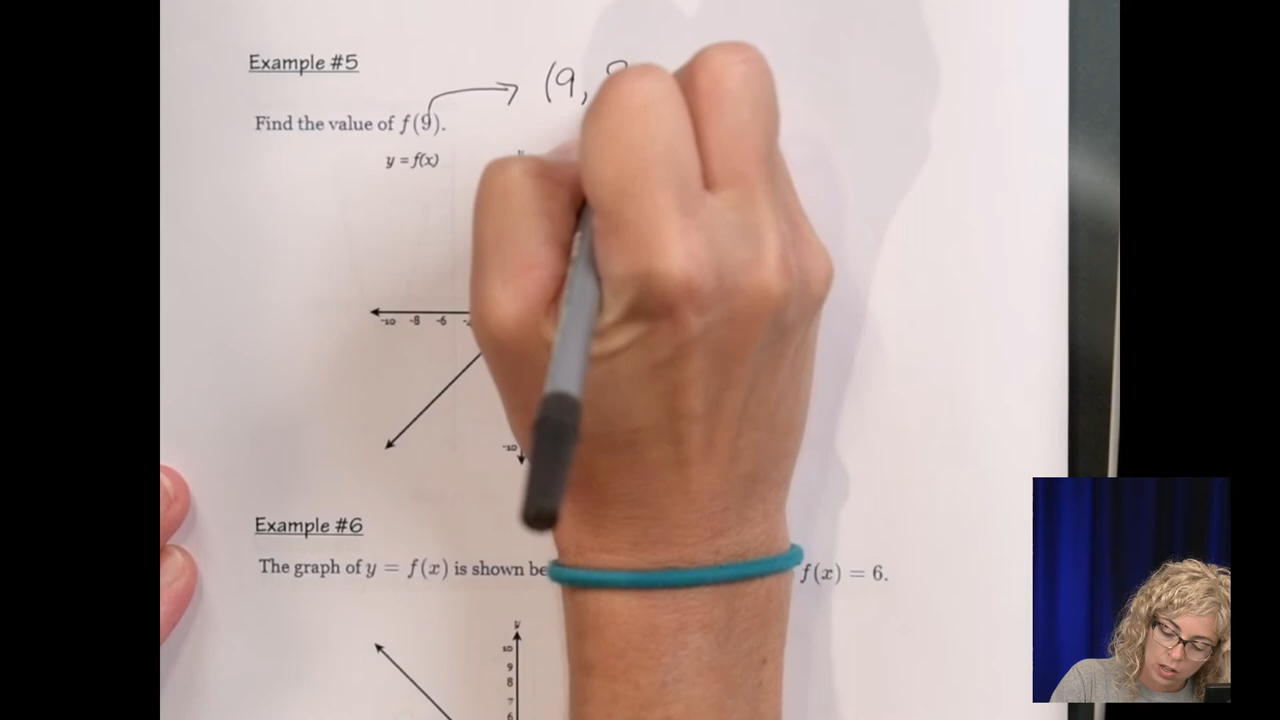 Example #5
(9, ?
Find the value of f(9).
y = f(x)
y
-10 -8 -6
-10
Example #6
The graph of y = f(x) is shown f(x) = 6.
y
10
9
8
7
6